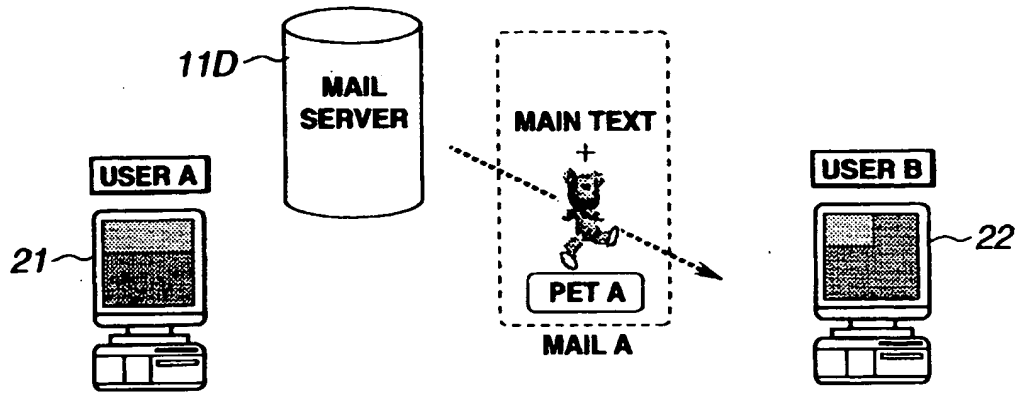 11D
MAIL
SERVER
MAIN TEXT
+
USER A
USER B
21
22
PET A
MAIL A